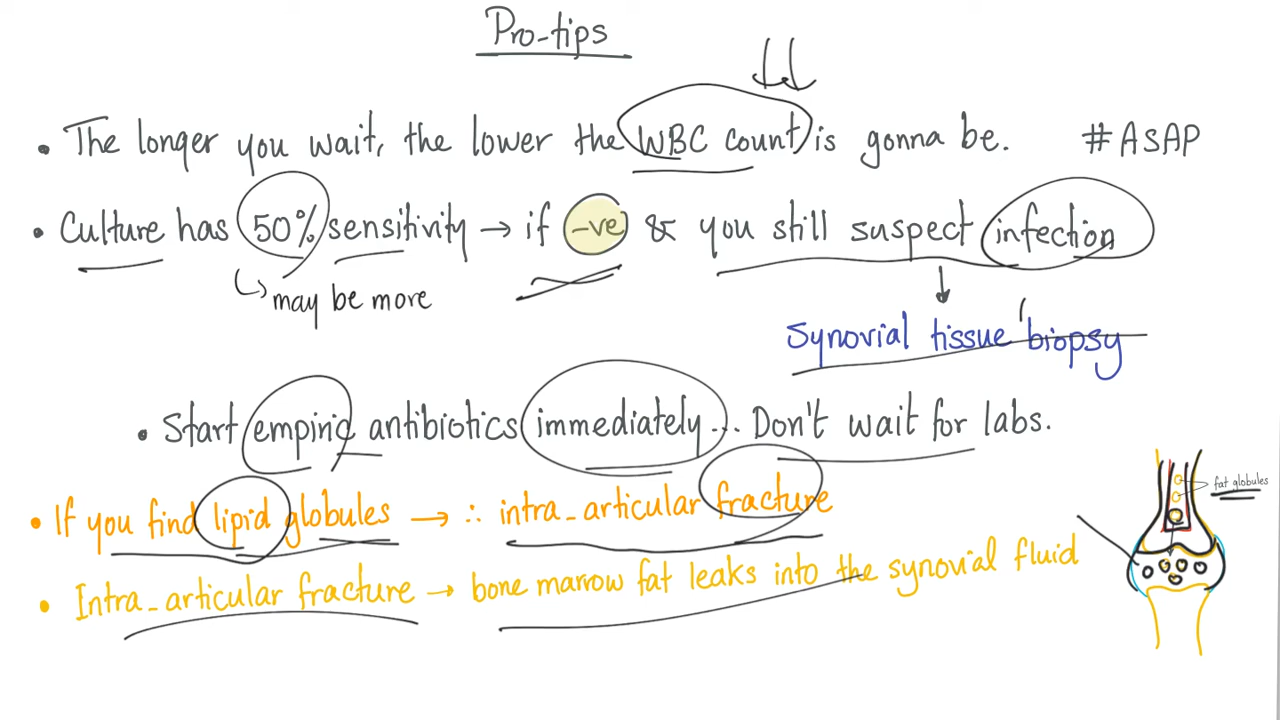 Pro-tips
• The longer you wait, the lower the WBC count is gonna be. #ASAP
• Culture has 50% sensitivity → if -ve & you still suspect infection
↳ may be more
↓
Synovial tissue biopsy
• Start empiric antibiotics immediately... Don't wait for labs.
• If you find lipid globules → ∴ intra-articular fracture
fat globules
• Intra-articular fracture → bone marrow fat leaks into the synovial fluid